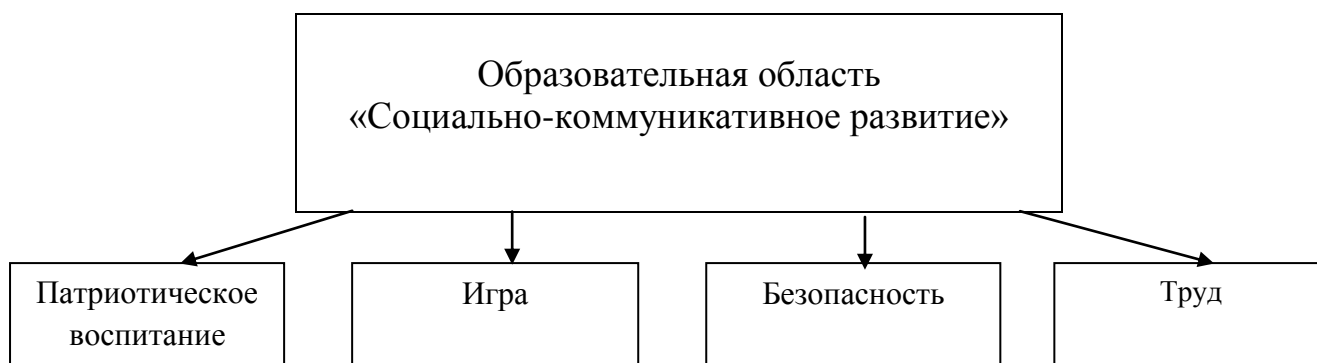 Образовательная область
«Социально-коммуникативное развитие»
Патриотическое
воспитание
Игра
Безопасность
Труд